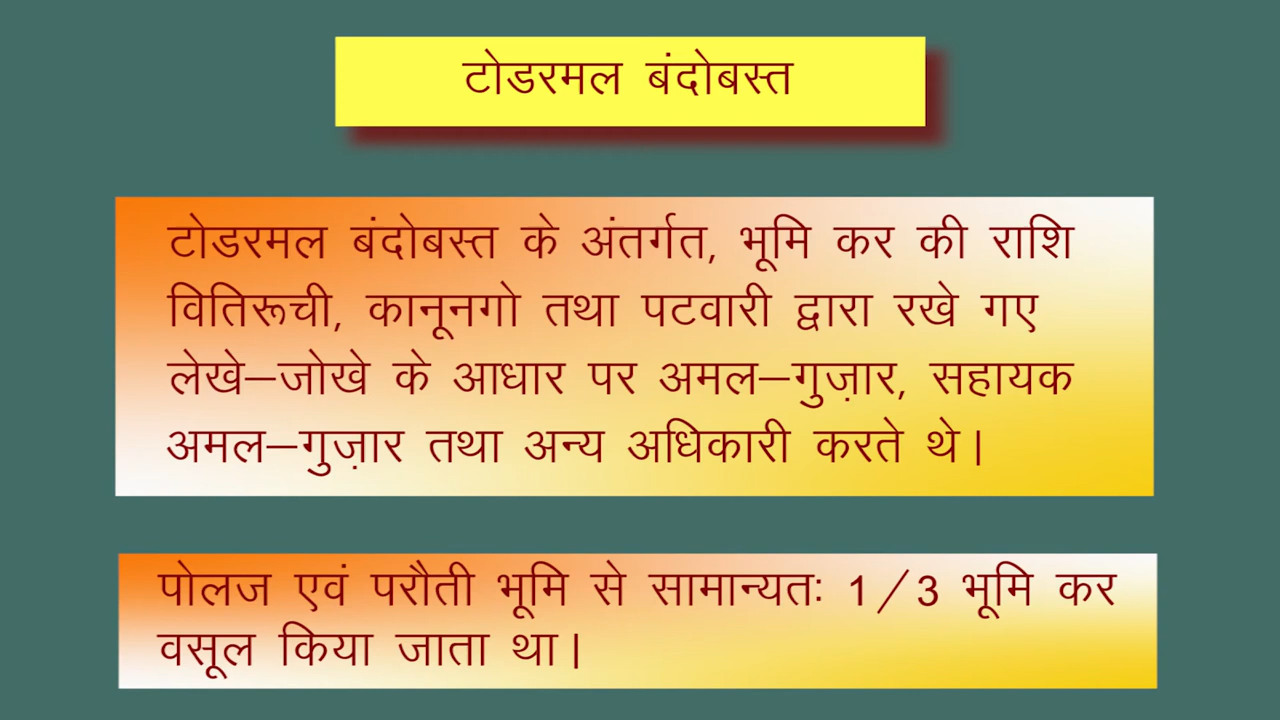 टोडरमल बंदोबस्त
टोडरमल बंदोबस्त के अंतर्गत, भूमि कर की राशि
वितिरूची, कानूनगो तथा पटवारी द्वारा रखे गए
लेखे–जोखे के आधार पर अमल–गुज़ार, सहायक
अमल–गुज़ार तथा अन्य अधिकारी करते थे।
पोलज एवं परौती भूमि से सामान्यतः 1/3 भूमि कर
वसूल किया जाता था।